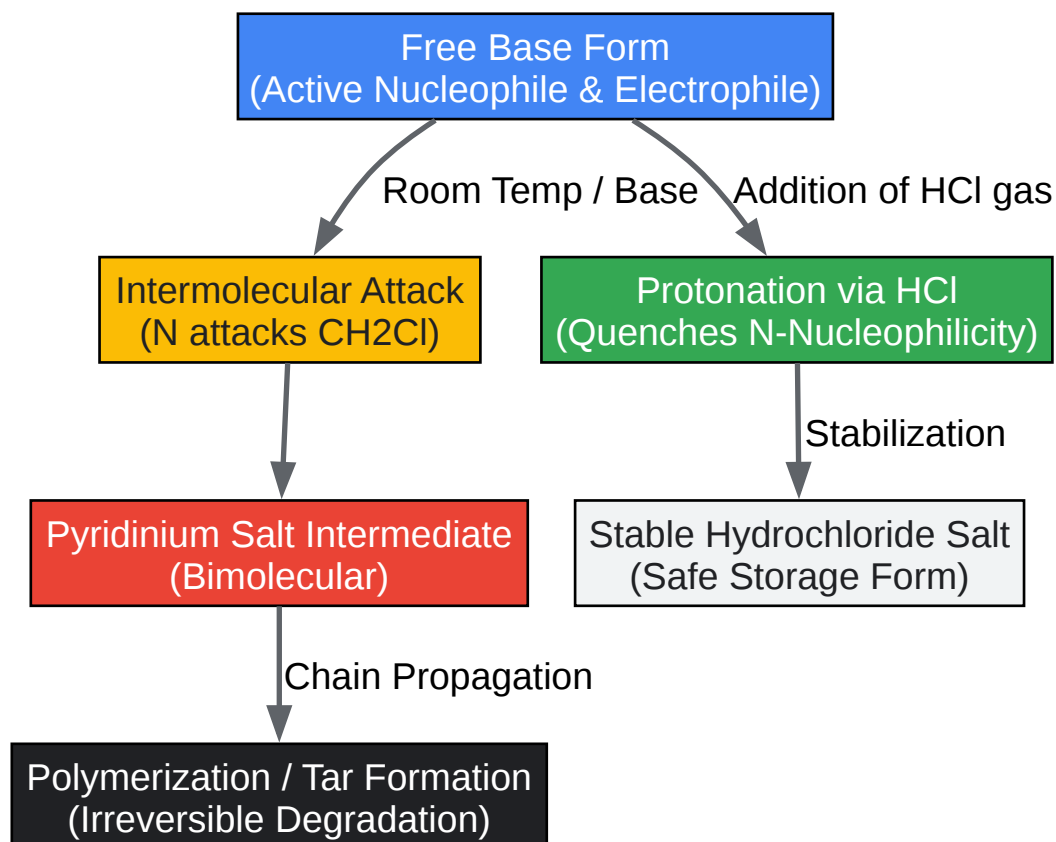 Free Base Form
(Active Nucleophile & Electrophile)
Room Temp / Base
Addition of HCl gas
Intermolecular Attack
(N attacks CH2Cl)
Protonation via HCl
(Quenches N-Nucleophilicity)
Stabilization
Pyridinium Salt Intermediate
(Bimolecular)
Stable Hydrochloride Salt
(Safe Storage Form)
Chain Propagation
Polymerization / Tar Formation
(Irreversible Degradation)